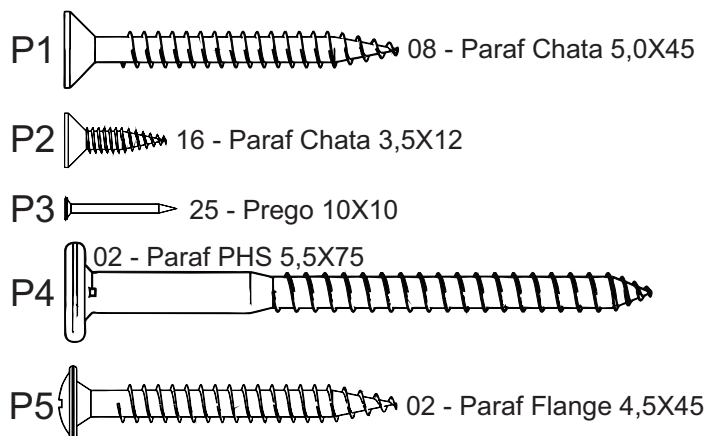 P1 08 - Paraf Chata 5,0X45
P2 16 - Paraf Chata 3,5X12
P3 25 - Prego 10X10
02 - Paraf PHS 5,5X75
P4
P5 02 - Paraf Flange 4,5X45